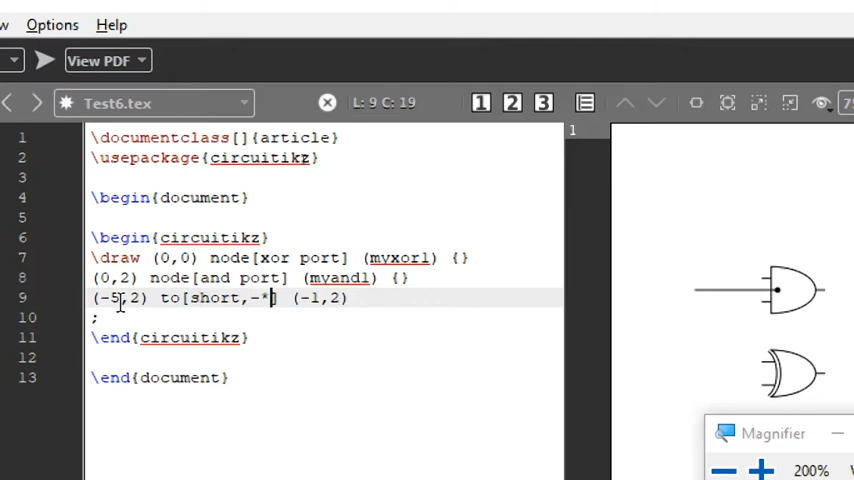 w Options Help
View PDF
Test6.tex L: 9 C: 19 1 2 3 75
1 \documentclass[]{article}
2 \usepackage{circuitikz}
3
4 \begin{document}
5
6 \begin{circuitikz}
7 \draw (0,0) node[xor port] (myxor1) {}
8 (0,2) node[and port] (myand1) {}
9 (-5,2) to[short,-*] (-1,2)
10 ;
11 \end{circuitikz}
12
13 \end{document}
1
Magnifier
200%